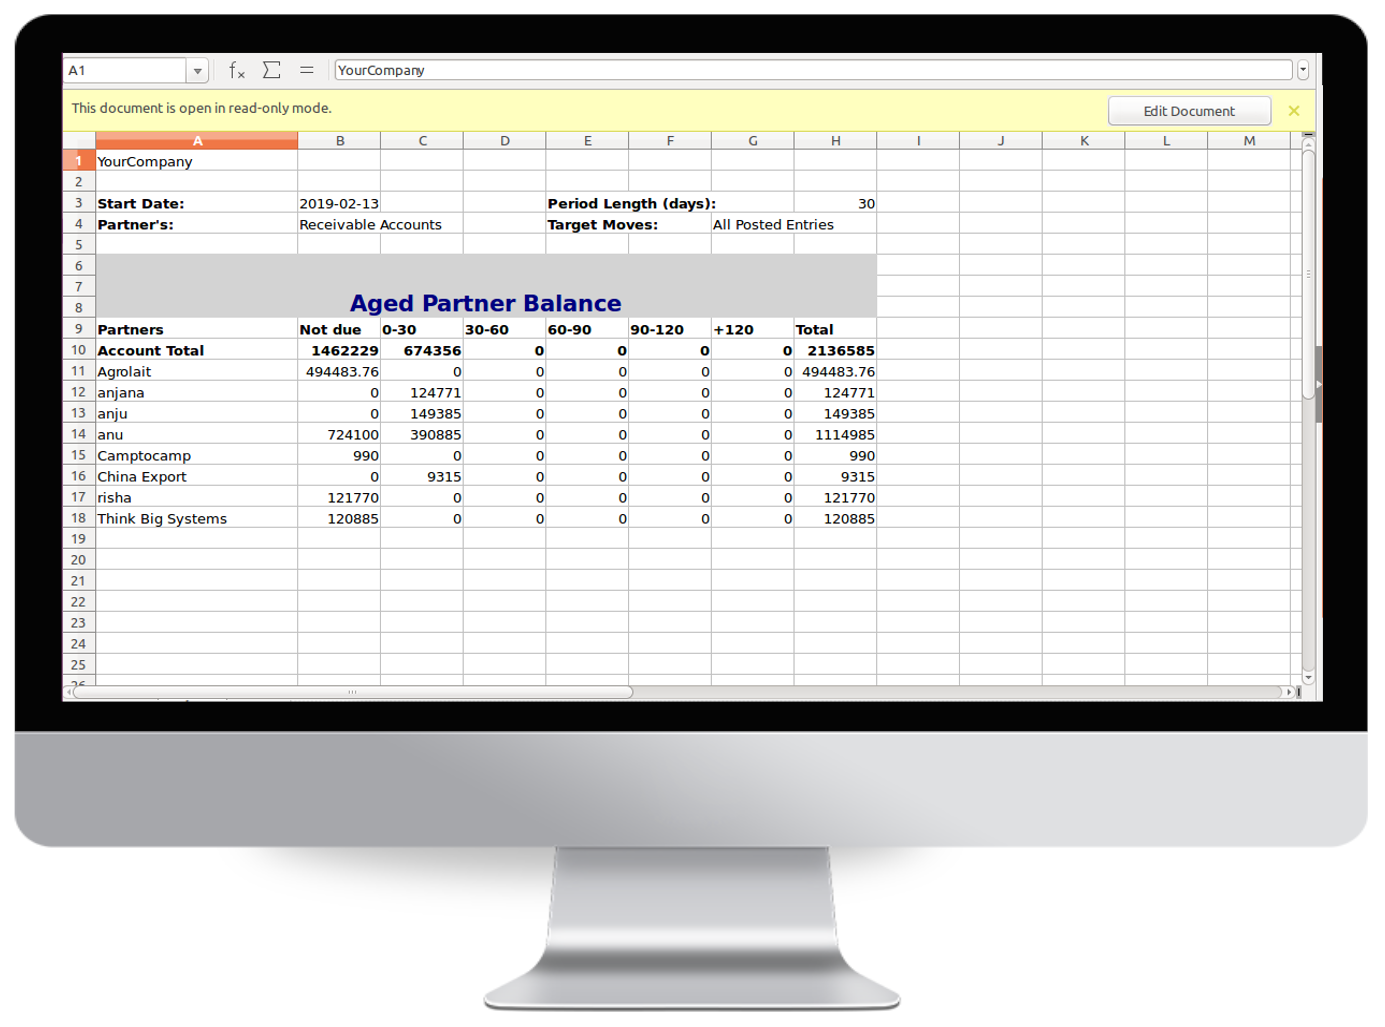 A1 fx Σ = YourCompany
This document is open in read-only mode. Edit Document ×
A B C D E F G H I J K L M
1 YourCompany
2
3 Start Date: 2019-02-13 Period Length (days): 30
4 Partner's: Receivable Accounts Target Moves: All Posted Entries
5
6
7
8 Aged Partner Balance
9 Partners Not due 0-30 30-60 60-90 90-120 +120 Total
10 Account Total 1462229 674356 0 0 0 0 2136585
11 Agrolait 494483.76 0 0 0 0 0 494483.76
12 anjana 0 124771 0 0 0 0 124771
13 anju 0 149385 0 0 0 0 149385
14 anu 724100 390885 0 0 0 0 1114985
15 Camptocamp 990 0 0 0 0 0 990
16 China Export 0 9315 0 0 0 0 9315
17 risha 121770 0 0 0 0 0 121770
18 Think Big Systems 120885 0 0 0 0 0 120885
19
20
21
22
23
24
25